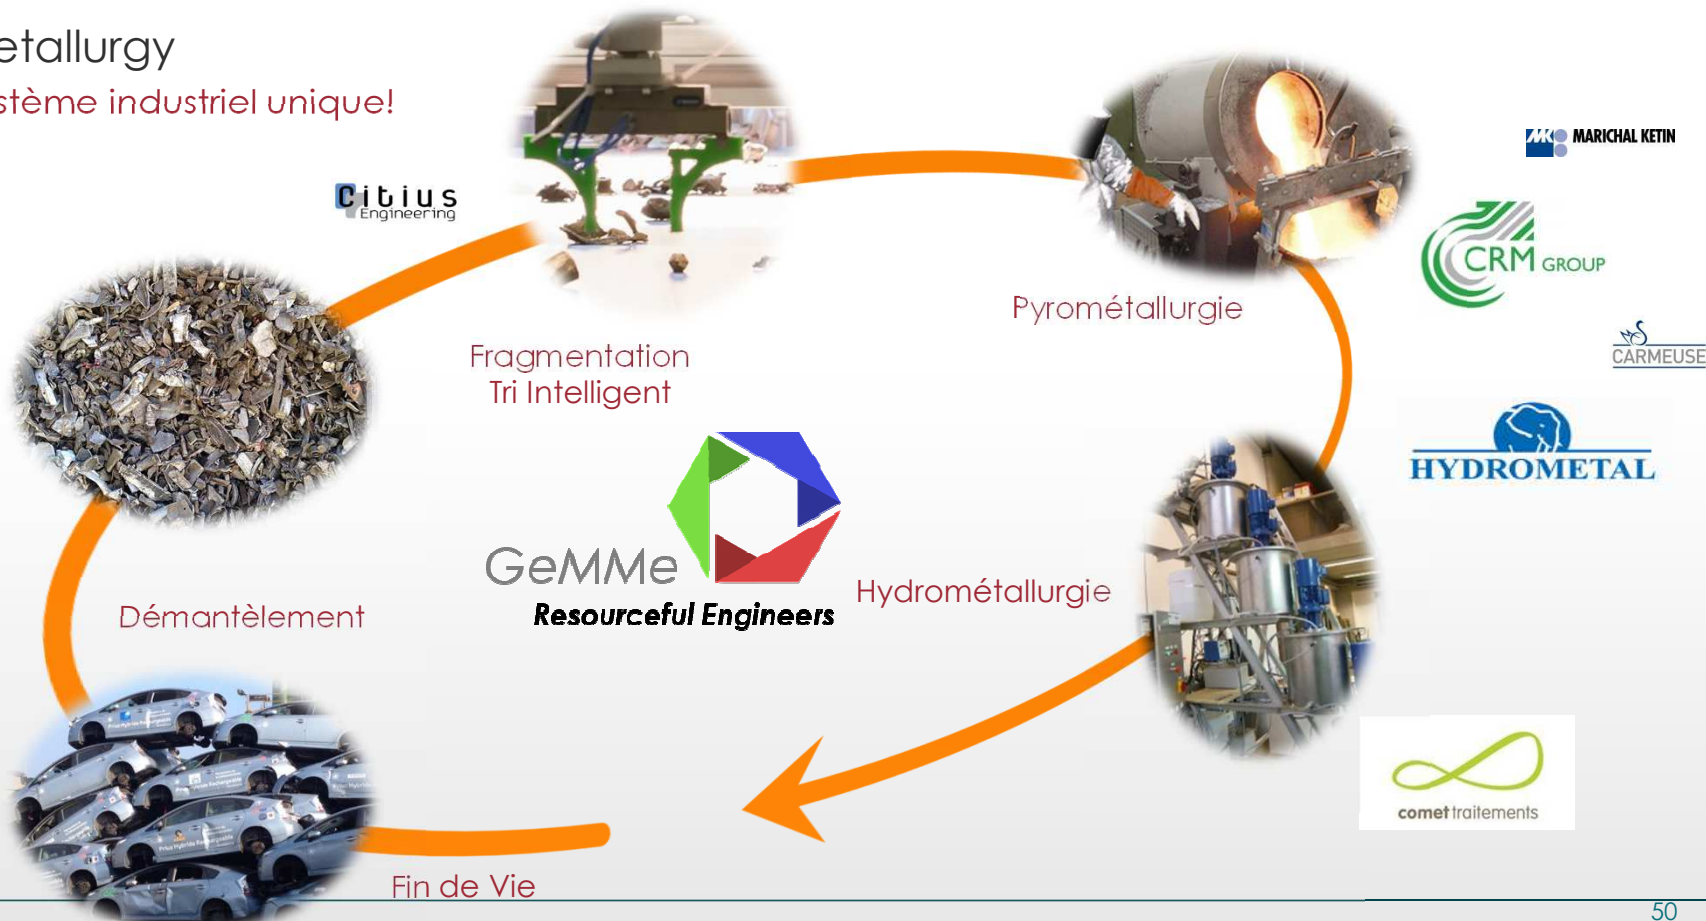 etallurgy
stème industriel unique!
Citius
Engineering
MK MARICHAL KETIN
CRM GROUP
Pyrométallurgie
CARMEUSE
Fragmentation
Tri Intelligent
HYDROMETAL
GeMMe
Resourceful Engineers
Hydrométallurgie
Démantèlement
comet traitements
Fin de Vie
50